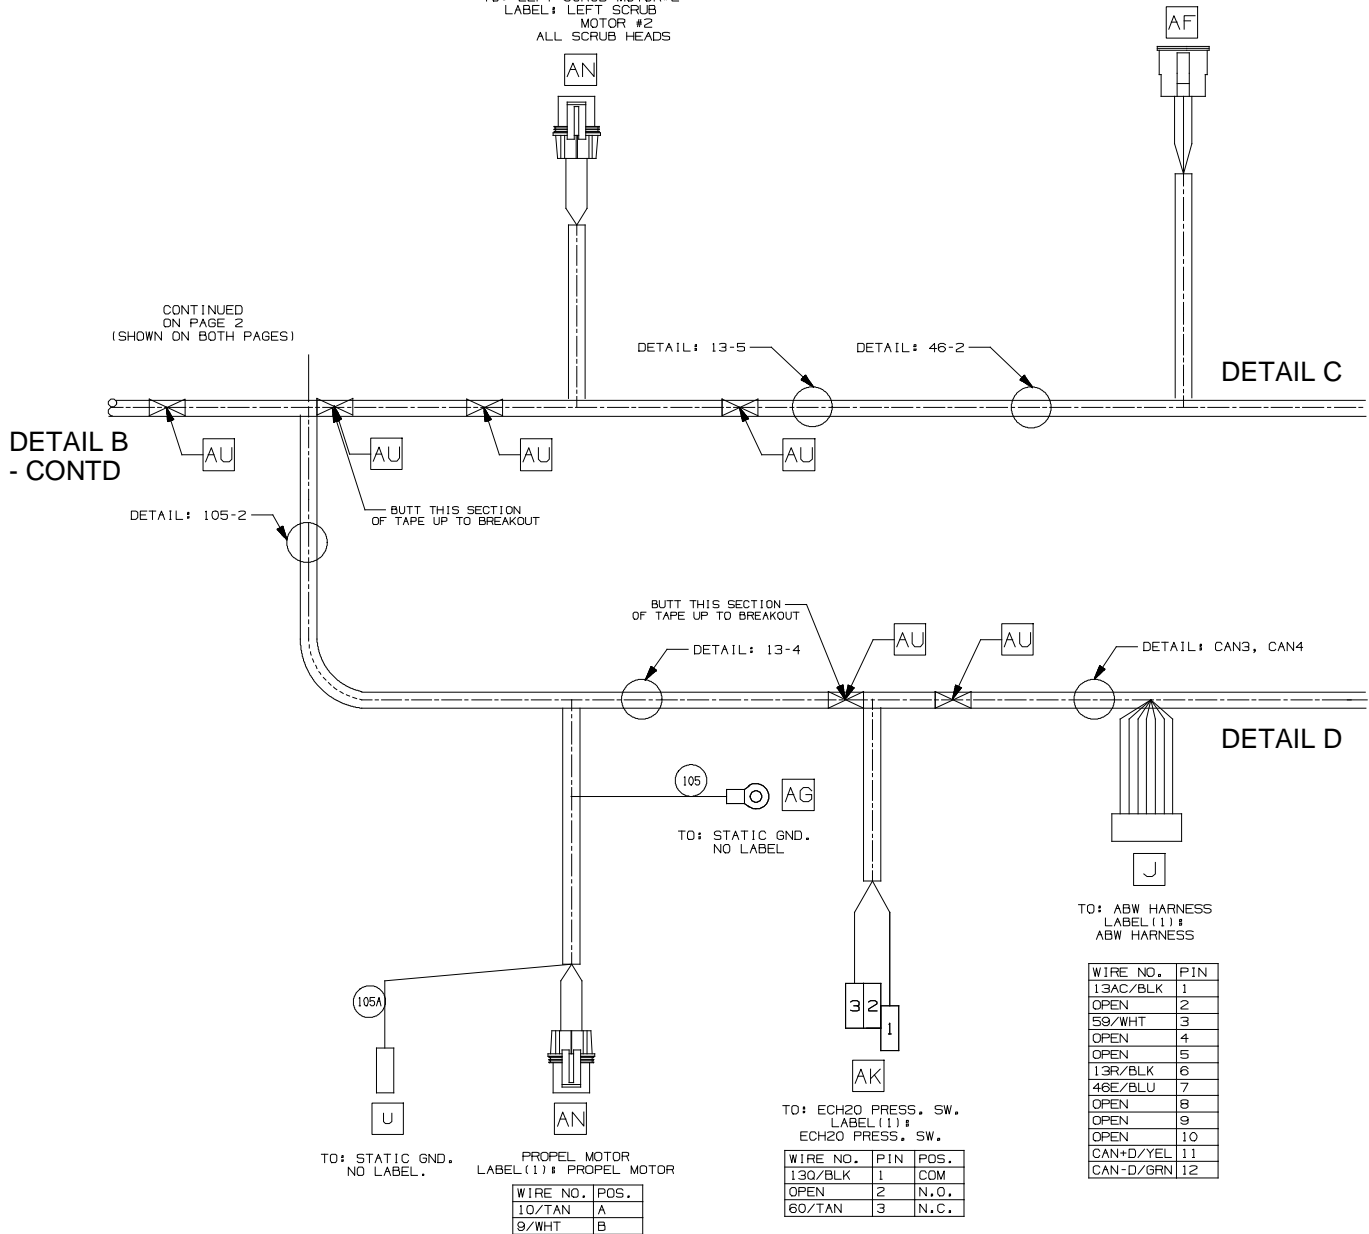 LABEL: LEFT SCRUB
MOTOR #2
ALL SCRUB HEADS
AN
AF
CONTINUED
ON PAGE 2
(SHOWN ON BOTH PAGES)
DETAIL: 13-5
DETAIL: 46-2
DETAIL C
DETAIL B
- CONTD
AU
AU
AU
AU
DETAIL: 105-2
BUTT THIS SECTION
OF TAPE UP TO BREAKOUT
BUTT THIS SECTION
OF TAPE UP TO BREAKOUT
AU
AU
DETAIL: 13-4
DETAIL: CAN3, CAN4
DETAIL D
105
AG
TO: STATIC GND.
NO LABEL
J
TO: ABW HARNESS
LABEL(1):
ABW HARNESS
WIRE NO. PIN
13AC/BLK 1
OPEN 2
59/WHT 3
OPEN 4
OPEN 5
13R/BLK 6
46E/BLU 7
OPEN 8
OPEN 9
OPEN 10
CAN+D/YEL 11
CAN-D/GRN 12
105A
U
TO: STATIC GND.
NO LABEL.
AN
PROPEL MOTOR
LABEL(1): PROPEL MOTOR
WIRE NO. POS.
10/TAN A
9/WHT B
3 2
1
AK
TO: ECH20 PRESS. SW.
LABEL(1):
ECH20 PRESS. SW.
WIRE NO. PIN POS.
13Q/BLK 1 COM
OPEN 2 N.O.
60/TAN 3 N.C.